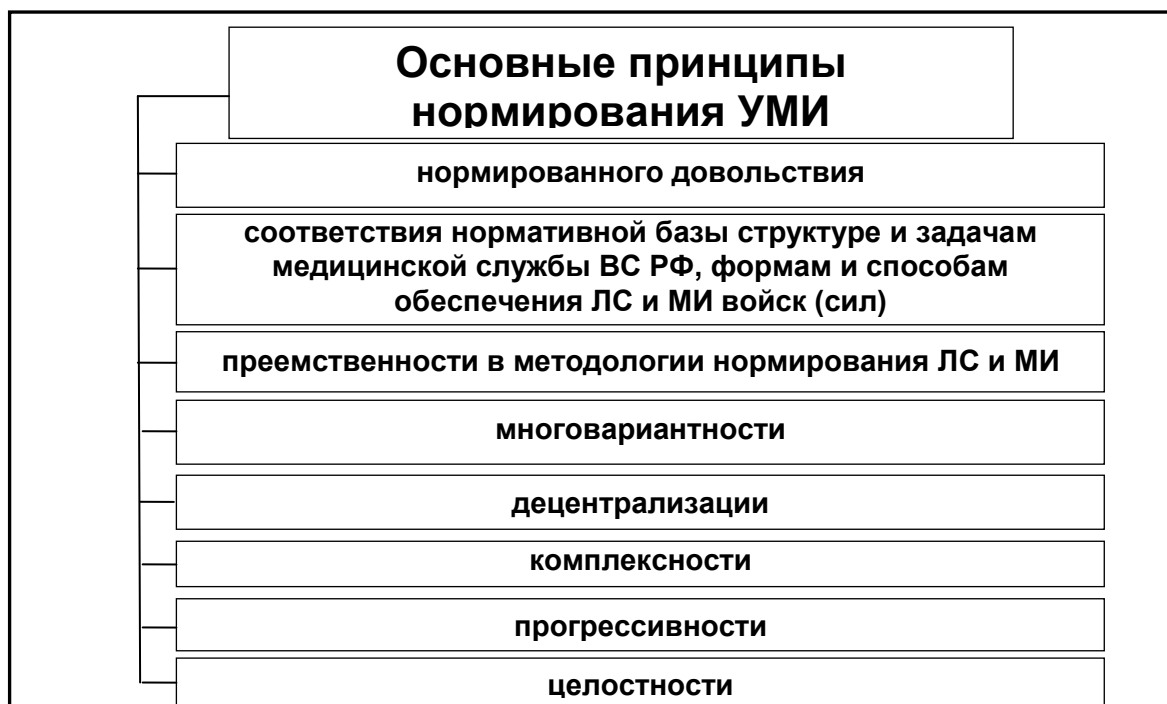 Основные принципы
нормирования УМИ
нормированного довольствия
соответствия нормативной базы структуре и задачам
медицинской службы ВС РФ, формам и способам
обеспечения ЛС и МИ войск (сил)
преемственности в методологии нормирования ЛС и МИ
многовариантности
децентрализации
комплексности
прогрессивности
целостности